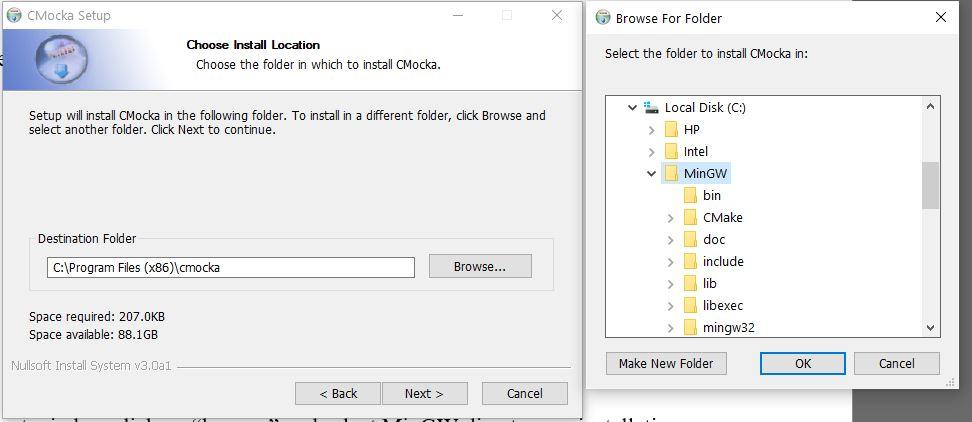 CMocka Setup
Choose Install Location
Choose the folder in which to install CMocka.
Setup will install CMocka in the following folder. To install in a different folder, click Browse and
select another folder. Click Next to continue.
Destination Folder
C:\Program Files (x86)\cmocka
Browse...
Space required: 207.0KB
Space available: 88.1GB
Nullsoft Install System v3.0a1
< Back
Next >
Cancel
Browse For Folder
Select the folder to install CMocka in:
Local Disk (C:)
HP
Intel
MinGW
bin
CMake
doc
include
lib
libexec
mingw32
Make New Folder
OK
Cancel